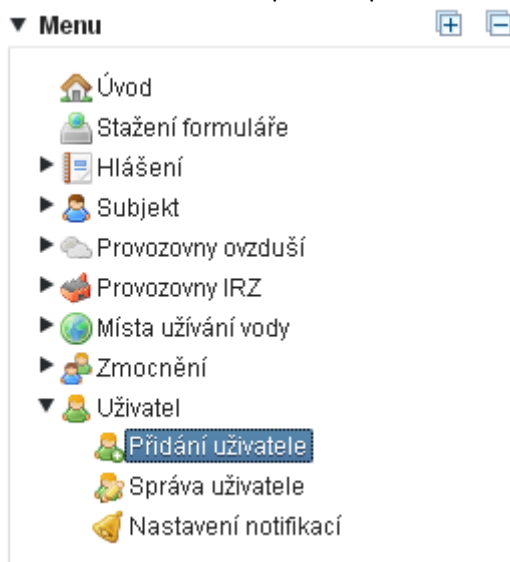 Menu
Úvod
Stažení formuláře
Hlášení
Subjekt
Provozovny ovzduší
Provozovny IRZ
Místa užívání vody
Zmocnění
Uživatel
Přidání uživatele
Správa uživatele
Nastavení notifikací